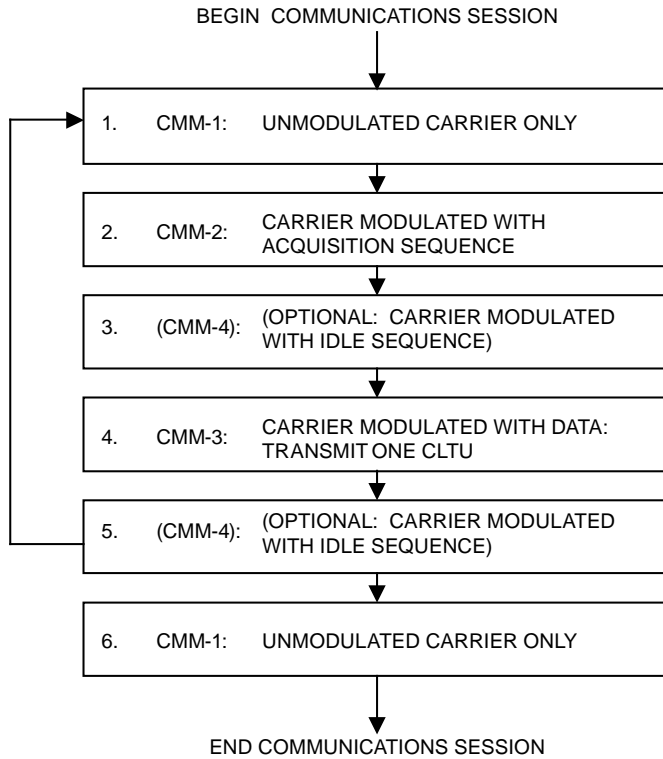 BEGIN COMMUNICATIONS SESSION
1. CMM-1: UNMODULATED CARRIER ONLY
2. CMM-2: CARRIER MODULATED WITH
ACQUISITION SEQUENCE
3. (CMM-4): (OPTIONAL: CARRIER MODULATED
WITH IDLE SEQUENCE)
4. CMM-3: CARRIER MODULATED WITH DATA:
TRANSMIT ONE CLTU
5. (CMM-4): (OPTIONAL: CARRIER MODULATED
WITH IDLE SEQUENCE)
6. CMM-1: UNMODULATED CARRIER ONLY
END COMMUNICATIONS SESSION